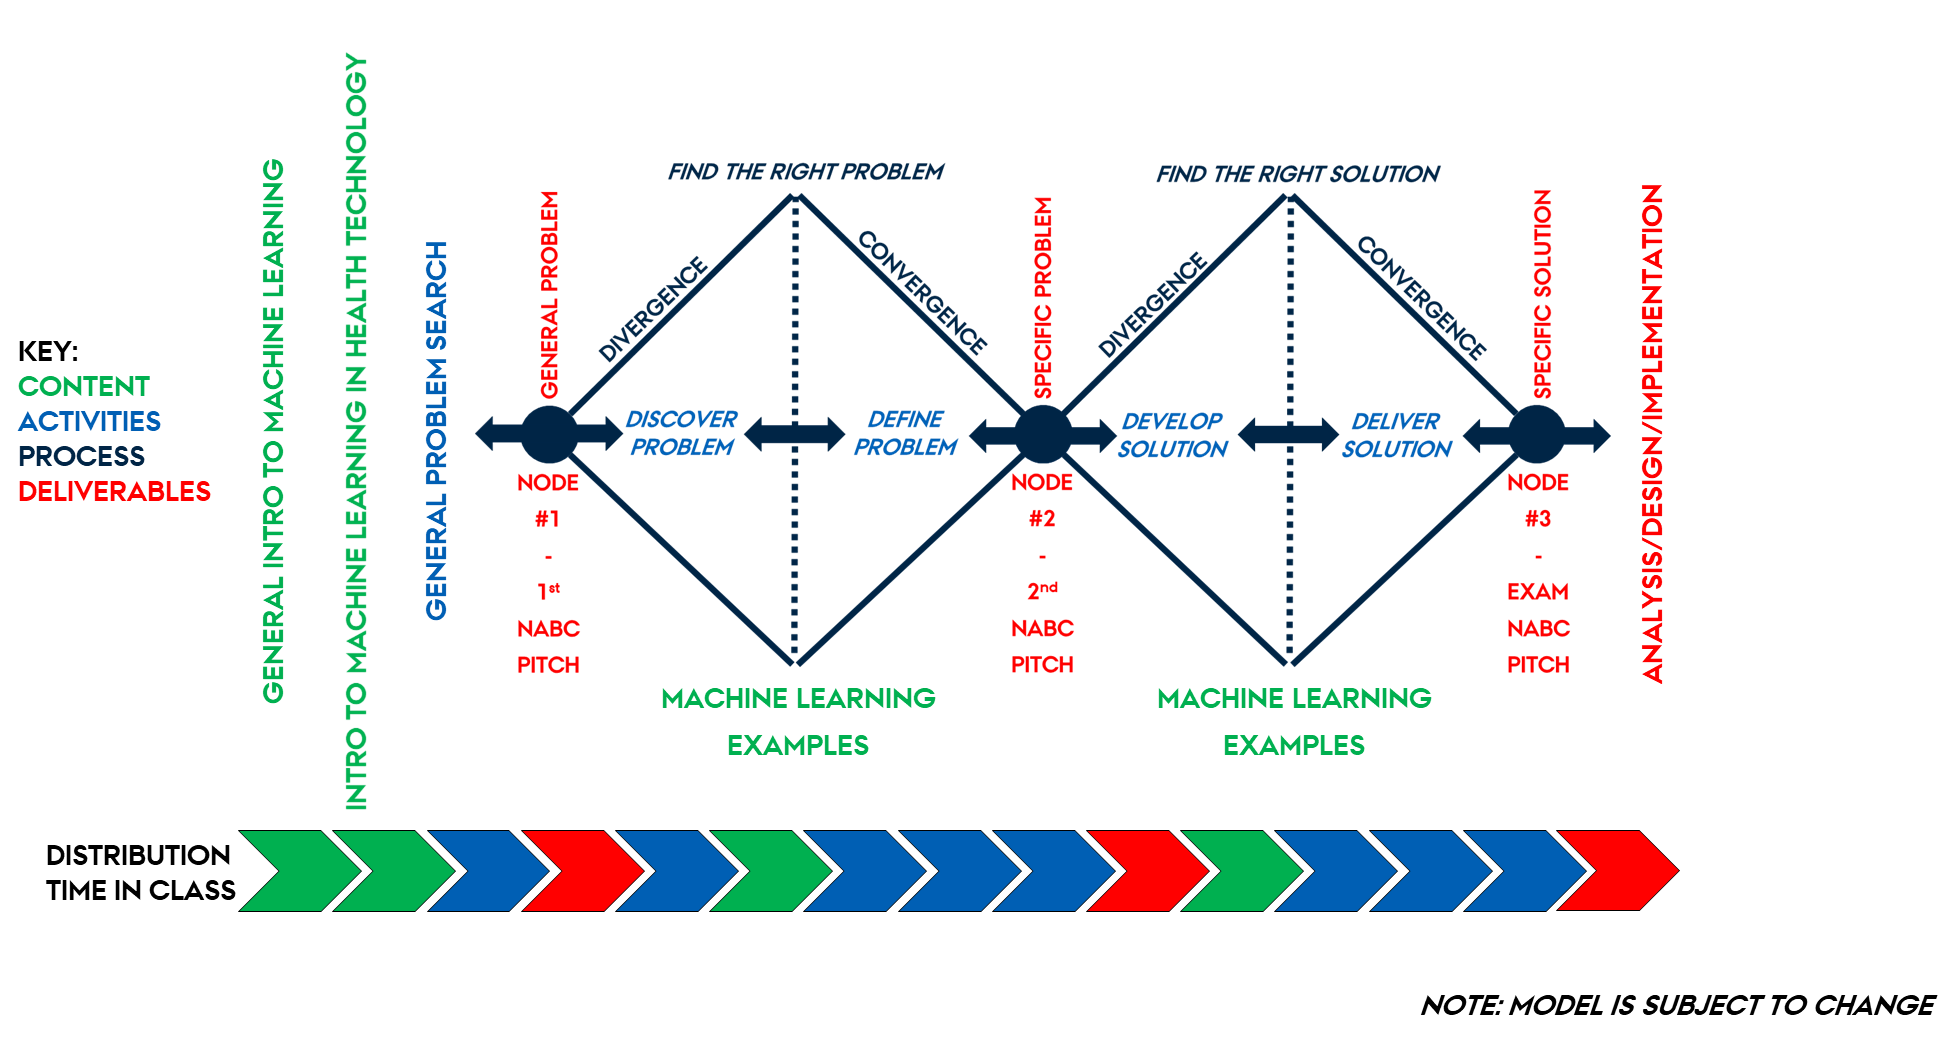 KEY:
CONTENT
ACTIVITIES
PROCESS
DELIVERABLES
GENERAL INTRO TO MACHINE LEARNING
INTRO TO MACHINE LEARNING IN HEALTH TECHNOLOGY
GENERAL PROBLEM SEARCH
GENERAL PROBLEM
NODE
#1
-
1st
NABC
PITCH
FIND THE RIGHT PROBLEM
DIVERGENCE
CONVERGENCE
DISCOVER
PROBLEM
DEFINE
PROBLEM
MACHINE LEARNING
EXAMPLES
SPECIFIC PROBLEM
NODE
#2
-
2nd
NABC
PITCH
FIND THE RIGHT SOLUTION
DIVERGENCE
CONVERGENCE
DEVELOP
SOLUTION
DELIVER
SOLUTION
MACHINE LEARNING
EXAMPLES
SPECIFIC SOLUTION
NODE
#3
-
EXAM
NABC
PITCH
ANALYSIS/DESIGN/IMPLEMENTATION
DISTRIBUTION
TIME IN CLASS
NOTE: MODEL IS SUBJECT TO CHANGE